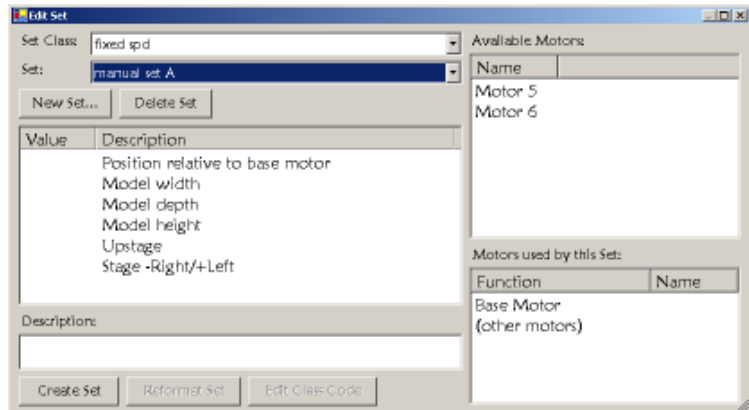 Edit Set
Set Class:
fixed spd
Set:
manual set A
New Set...
Delete Set
Value
Description
Position relative to base motor
Model width
Model depth
Model height
Upstage
Stage -Right/+Left
Description:
Create Set
Reformat Set
Edit Class Code
Available Motors:
Name
Motor 5
Motor 6
Motors used by this Set:
Function
Name
Base Motor
(other motors)